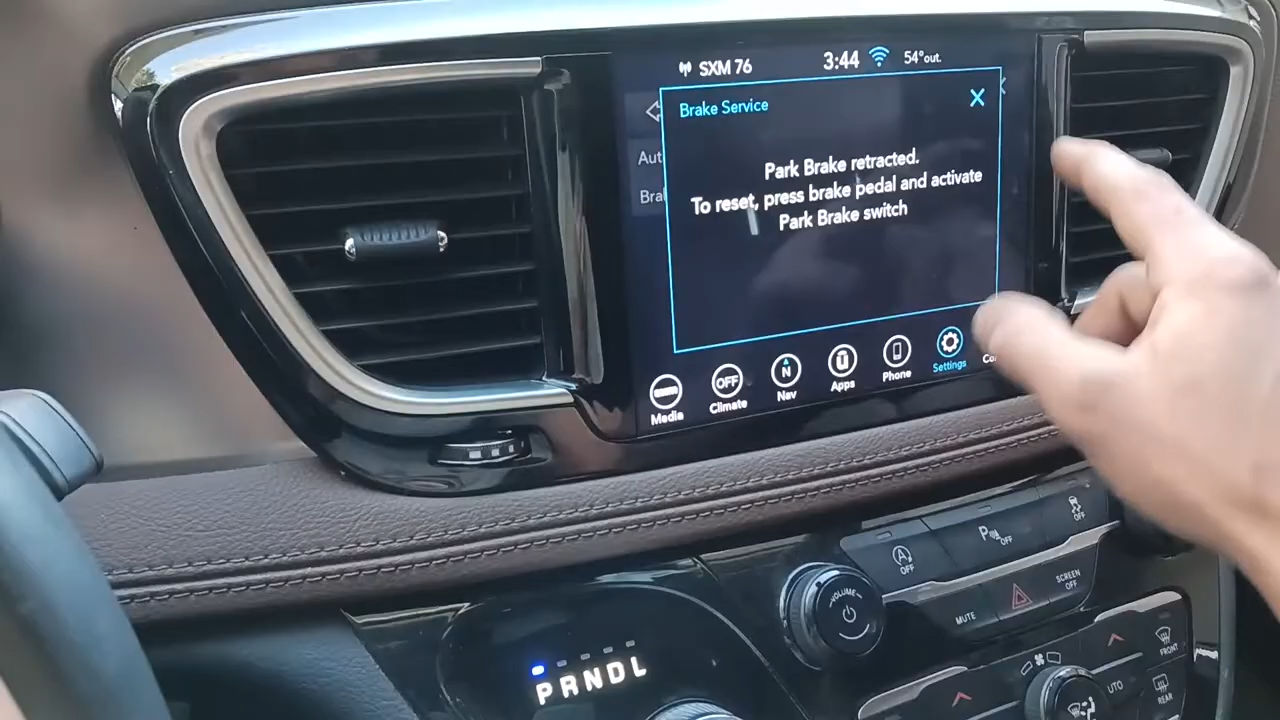 SXM 76
3:44
54°out.
Brake Service
X
Aut
Bra
Park Brake retracted.
To reset, press brake pedal and activate
Park Brake switch
Media
OFF
Climate
N
Nav
Apps
Phone
Settings
Co
A OFF
P OFF
OFF
VOLUME
MUTE
SCREEN OFF
FRONT
UTO
REAR
PRNDL